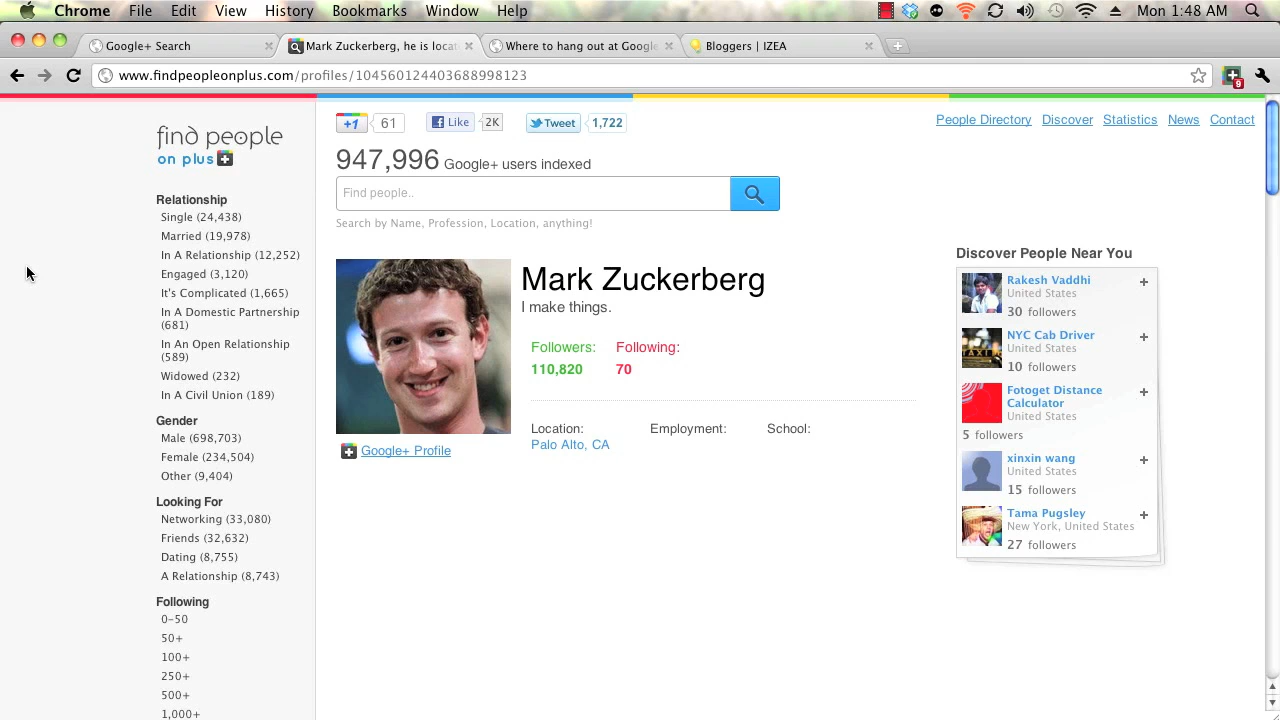 Chrome File Edit View History Bookmarks Window Help Mon 1:48 AM
Google+ Search
Mark Zuckerberg, he is locat
Where to hang out at Google
Bloggers | IZEA
www.findpeopleonplus.com/profiles/104560124403688998123
9
find people
on plus
+1 61
Like 2K
Tweet 1,722
People Directory Discover Statistics News Contact
947,996 Google+ users indexed
Find people..
Search by Name, Profession, Location, anything!
Relationship
Single (24,438)
Married (19,978)
In A Relationship (12,252)
Engaged (3,120)
It's Complicated (1,665)
In A Domestic Partnership
(681)
In An Open Relationship
(589)
Widowed (232)
In A Civil Union (189)
Gender
Male (698,703)
Female (234,504)
Other (9,404)
Looking For
Networking (33,080)
Friends (32,632)
Dating (8,755)
A Relationship (8,743)
Following
0-50
50+
100+
250+
500+
1,000+
Mark Zuckerberg
I make things.
Followers: Following:
110,820 70
Location: Employment: School:
Palo Alto, CA
Google+ Profile
Discover People Near You
Rakesh Vaddhi
United States
30 followers
NYC Cab Driver
United States
10 followers
TAXI
Fotoget Distance
Calculator
United States
5 followers
xinxin wang
United States
15 followers
Tama Pugsley
New York, United States
27 followers